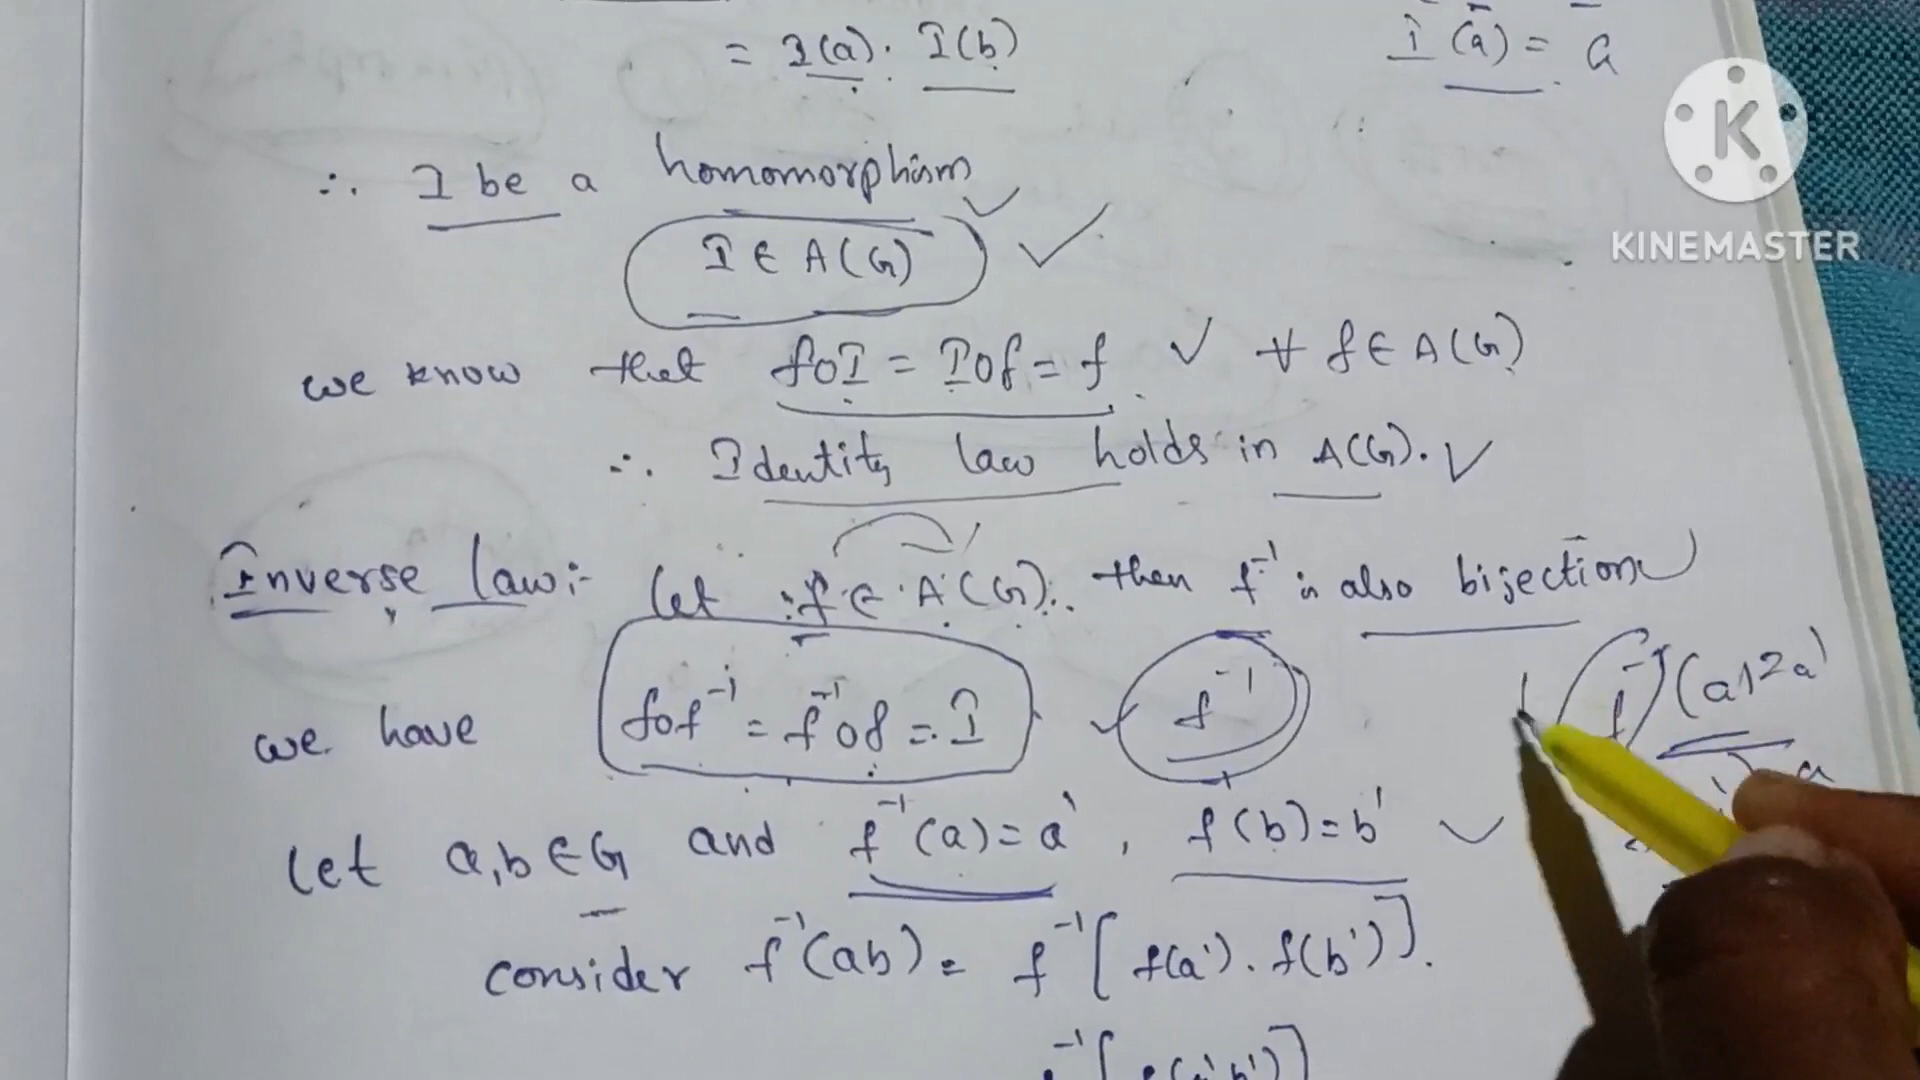 = I(a). I(b)
I (a) = a
K
KINEMASTER
∴ I be a homomorphism
I ∈ A(G)
we know that foI = Iof = f ∀ f ∈ A(G)
∴ Identity law holds in A(G).
Inverse law:- let f ∈ A(G). then f⁻¹ is also bijection
we have fof⁻¹ = f⁻¹of = I f⁻¹
f⁻¹(a) = a'
let a,b ∈ G and f⁻¹(a) = a', f(b) = b'
consider f⁻¹(ab) = f⁻¹[f(a').f(b')].